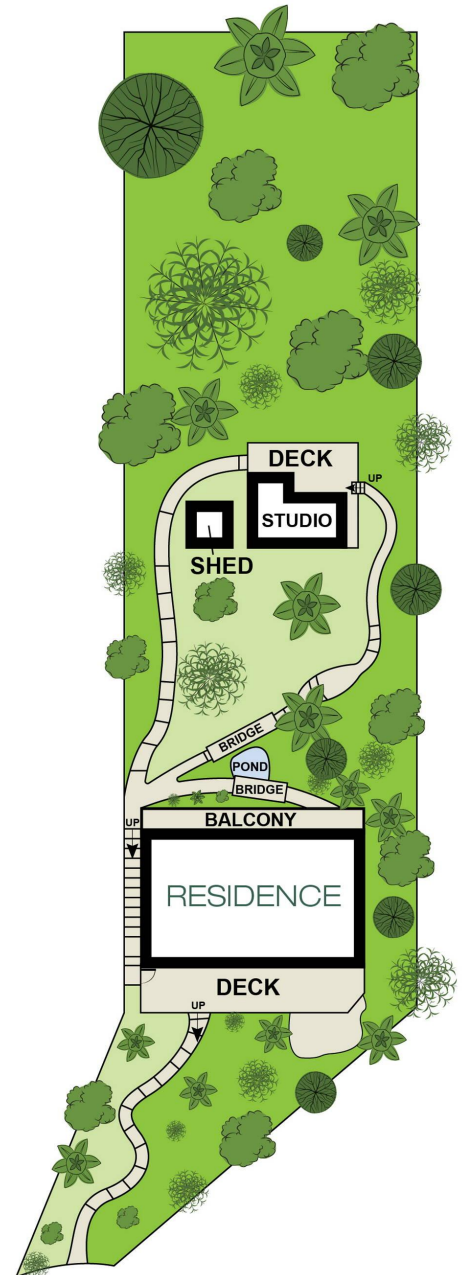 DECK
UP
STUDIO
SHED
BRIDGE
POND
BRIDGE
UP
BALCONY
RESIDENCE
DECK
UP